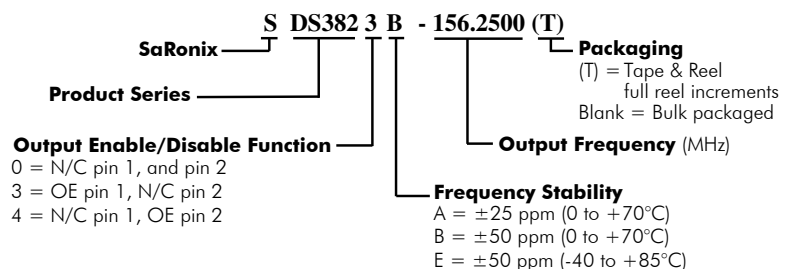 S DS382 3 B - 156.2500 (T)
SaRonix
Packaging
(T) = Tape & Reel
full reel increments
Blank = Bulk packaged
Product Series
Output Enable/Disable Function
0 = N/C pin 1, and pin 2
3 = OE pin 1, N/C pin 2
4 = N/C pin 1, OE pin 2
Output Frequency (MHz)
Frequency Stability
A = ±25 ppm (0 to +70°C)
B = ±50 ppm (0 to +70°C)
E = ±50 ppm (-40 to +85°C)